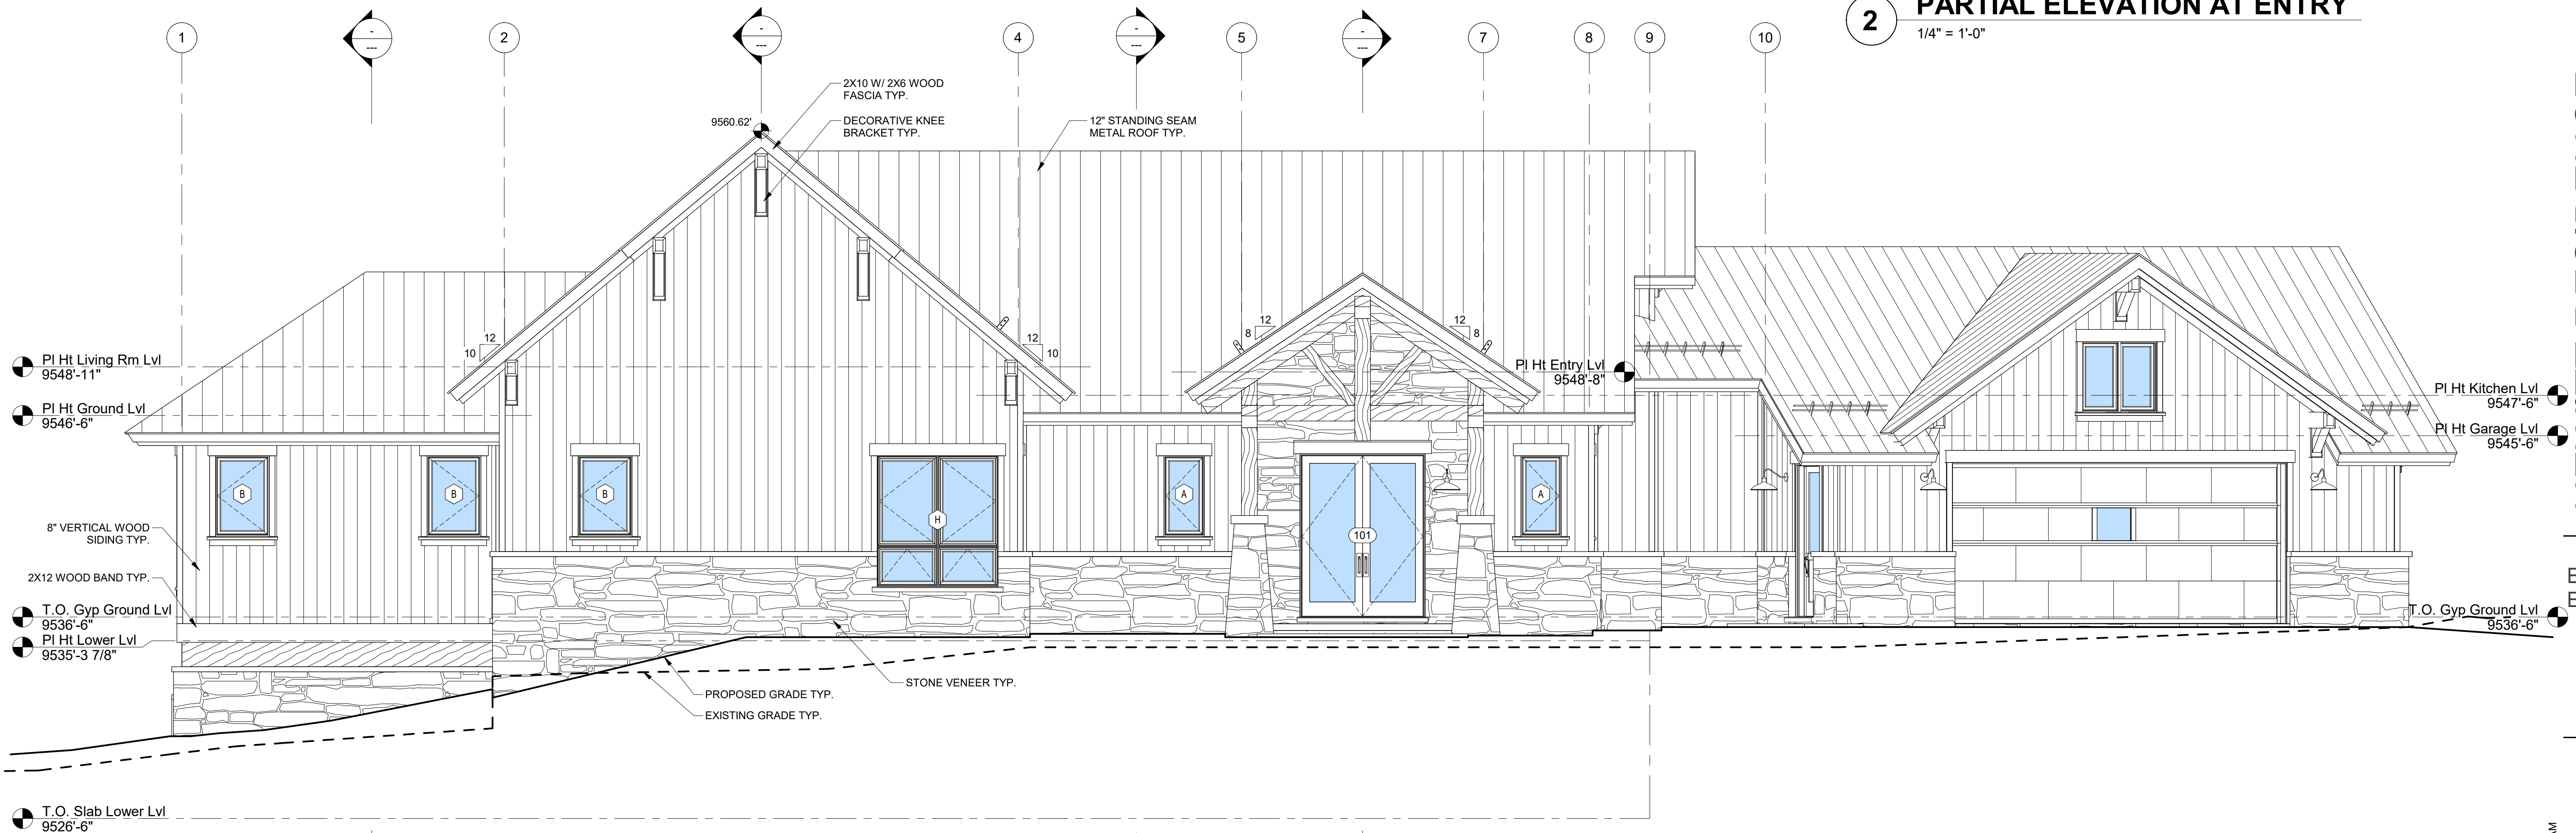 PARTIAL ELEVATION AT ENTRY
2
1/4" = 1'-0"
1
-
---
2
-
---
4
-
---
5
-
---
7
8
9
10
2X10 W/ 2X6 WOOD
FASCIA TYP.
9560.62'
DECORATIVE KNEE
BRACKET TYP.
12" STANDING SEAM
METAL ROOF TYP.
12
10
12
10
12
8
12
8
Pl Ht Living Rm Lvl
9548'-11"
Pl Ht Entry Lvl
9548'-8"
Pl Ht Kitchen Lvl
9547'-6"
Pl Ht Ground Lvl
9546'-6"
Pl Ht Garage Lvl
9545'-6"
B
B
B
H
A
101
A
8" VERTICAL WOOD
SIDING TYP.
2X12 WOOD BAND TYP.
T.O. Gyp Ground Lvl
9536'-6"
T.O. Gyp Ground Lvl
9536'-6"
Pl Ht Lower Lvl
9535'-3 7/8"
STONE VENEER TYP.
PROPOSED GRADE TYP.
EXISTING GRADE TYP.
T.O. Slab Lower Lvl
9526'-6"
AM